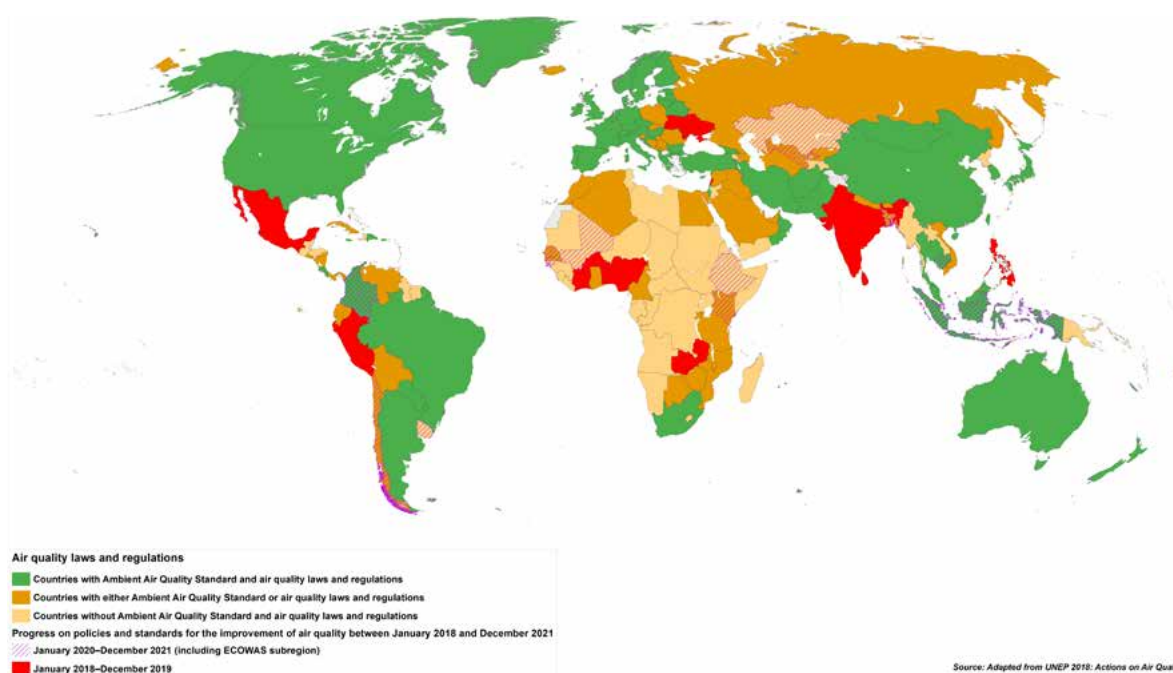 Air quality laws and regulations
Countries with Ambient Air Quality Standard and air quality laws and regulations
Countries with either Ambient Air Quality Standard or air quality laws and regulations
Countries without Ambient Air Quality Standard and air quality laws and regulations
Progress on policies and standards for the improvement of air quality between January 2018 and December 2021
January 2020–December 2021 (including ECOWAS subregion)
January 2018–December 2019
Source: Adapted from UNEP 2018: Actions on Air Qua